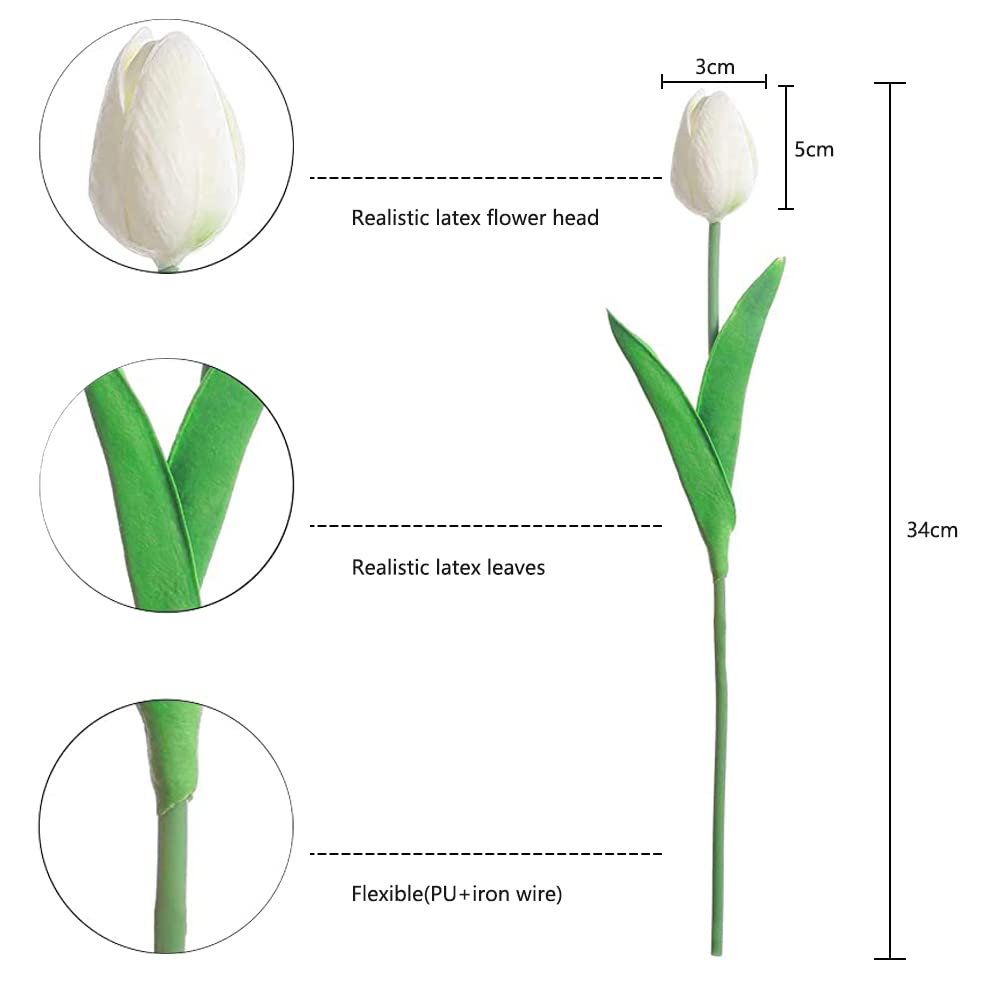 3cm
5cm
Realistic latex flower head
34cm
Realistic latex leaves
Flexible(PU+iron wire)